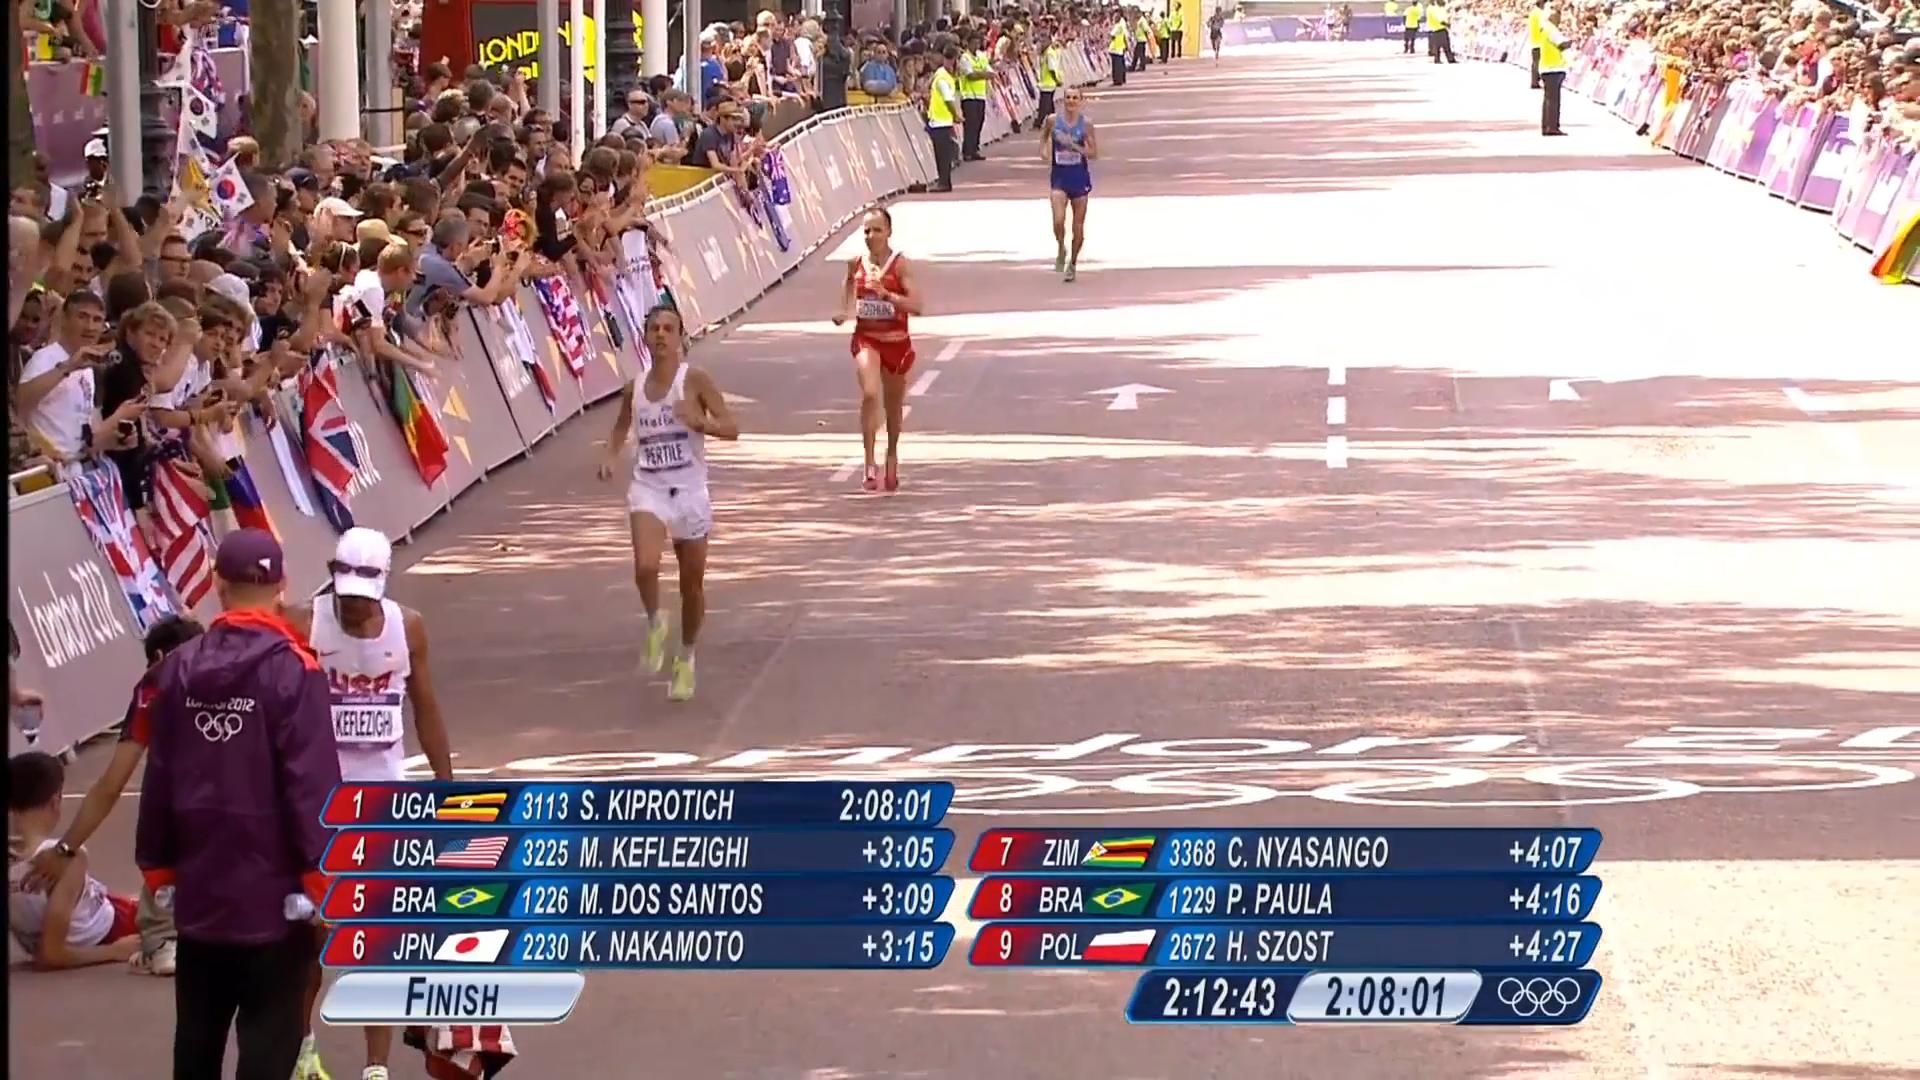 LONDON
London 2012
PERTILE
LONDON 2012
USA
KEFLEZIGHI
London 20
1 UGA 3113 S. KIPROTICH 2:08:01
4 USA 3225 M. KEFLEZIGHI +3:05
5 BRA 1226 M. DOS SANTOS +3:09
6 JPN 2230 K. NAKAMOTO +3:15
7 ZIM 3368 C. NYASANGO +4:07
8 BRA 1229 P. PAULA +4:16
9 POL 2672 H. SZOST +4:27
FINISH
2:12:43 2:08:01